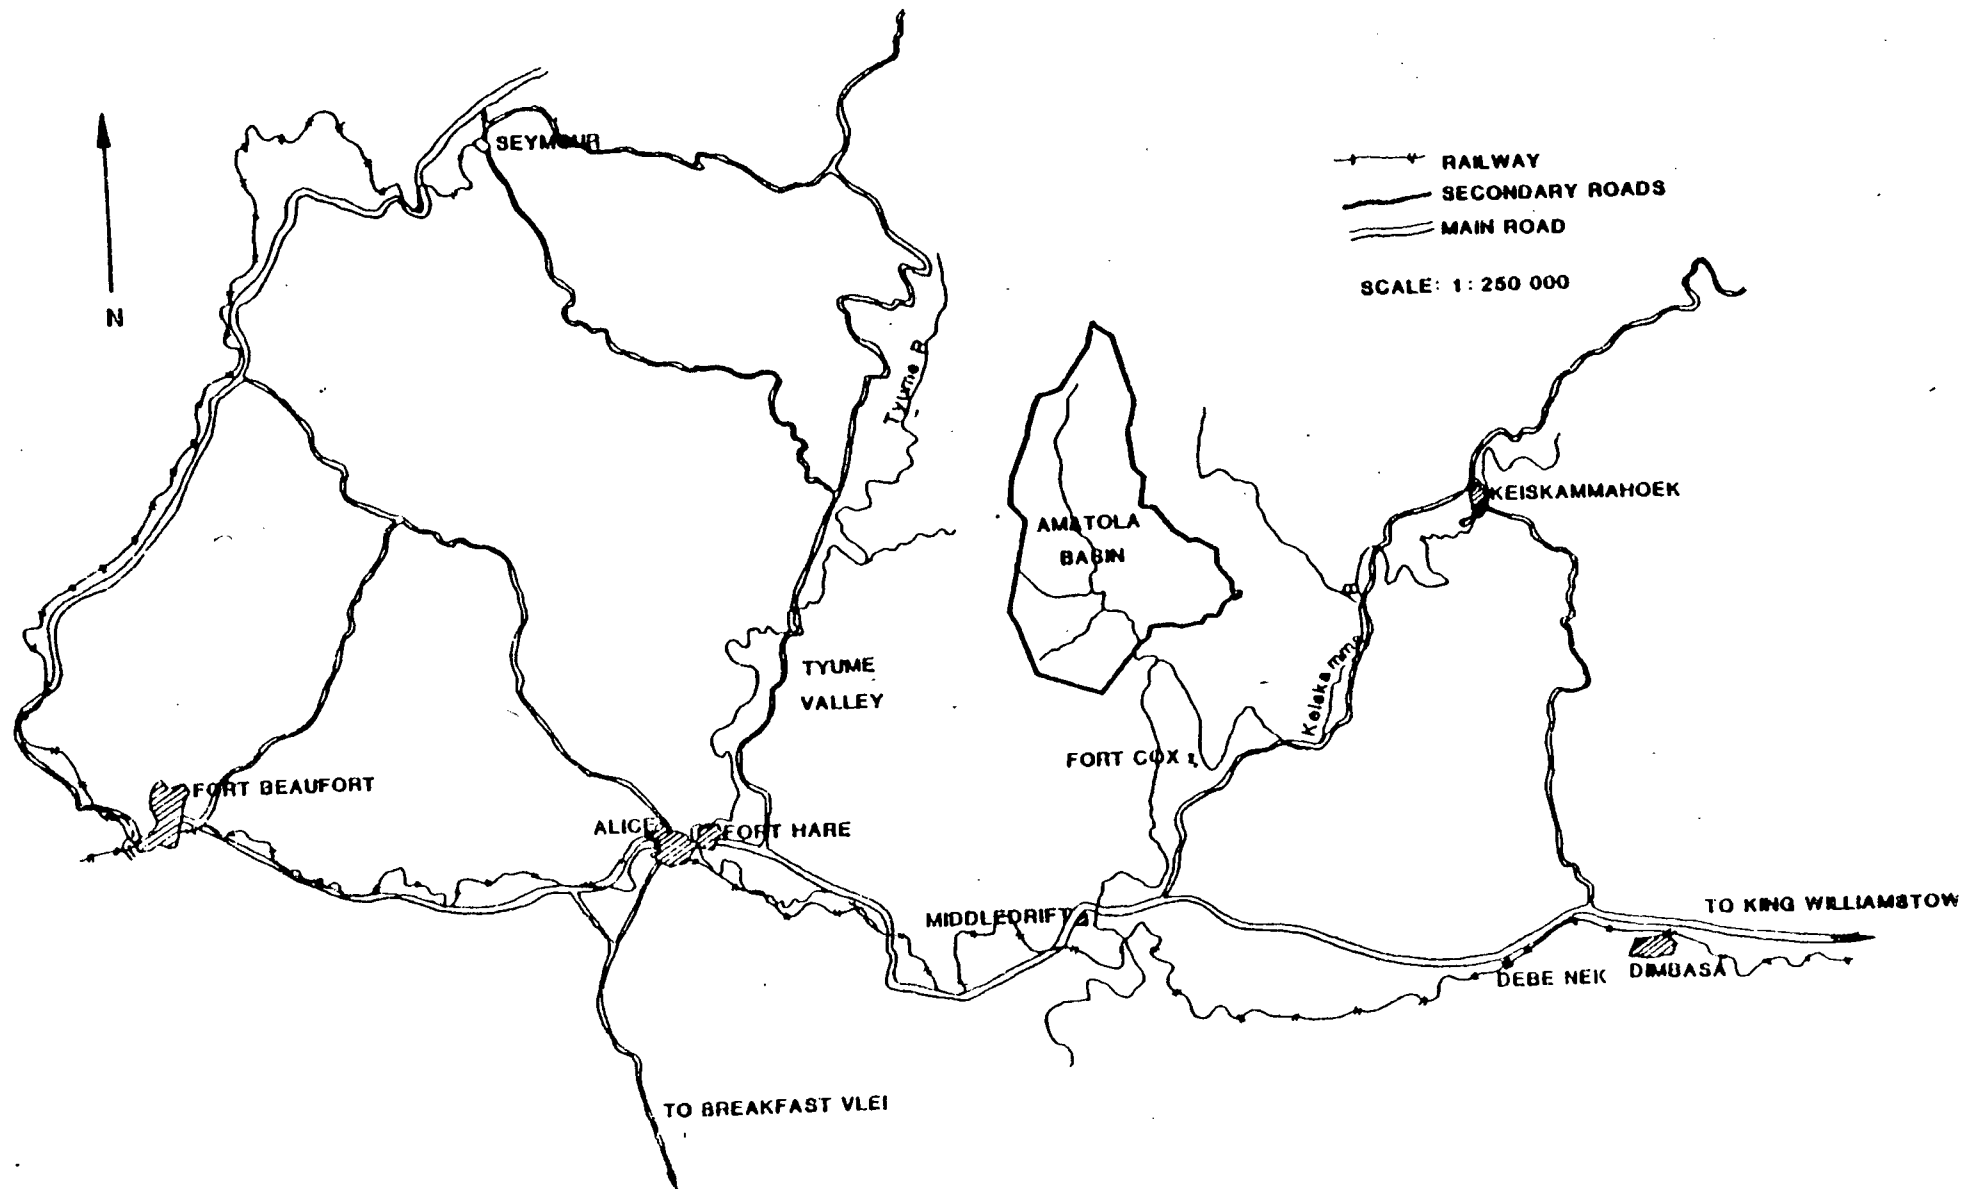 SEYMOUR
RAILWAY
SECONDARY ROADS
MAIN ROAD
SCALE: 1 : 250 000
N
Tyume R
KEISKAMMAHOEK
AMATOLA
BASIN
TYUME
VALLEY
Keiskamma
FORT COX
FORT BEAUFORT
ALICE
FORT HARE
MIDDLEDRIFT
TO KING WILLIAMSTOW
DEBE NEK
DIMBASA
TO BREAKFAST VLEI